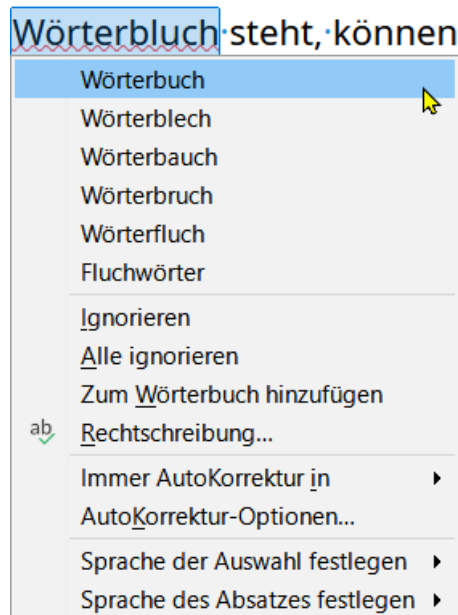 Wörterbluch steht, können
Wörterbuch
Wörterblech
Wörterbauch
Wörterbruch
Wörterfluch
Fluchwörter
Ignorieren
Alle ignorieren
Zum Wörterbuch hinzufügen
ab Rechtschreibung...
Immer AutoKorrektur in
AutoKorrektur-Optionen...
Sprache der Auswahl festlegen
Sprache des Absatzes festlegen